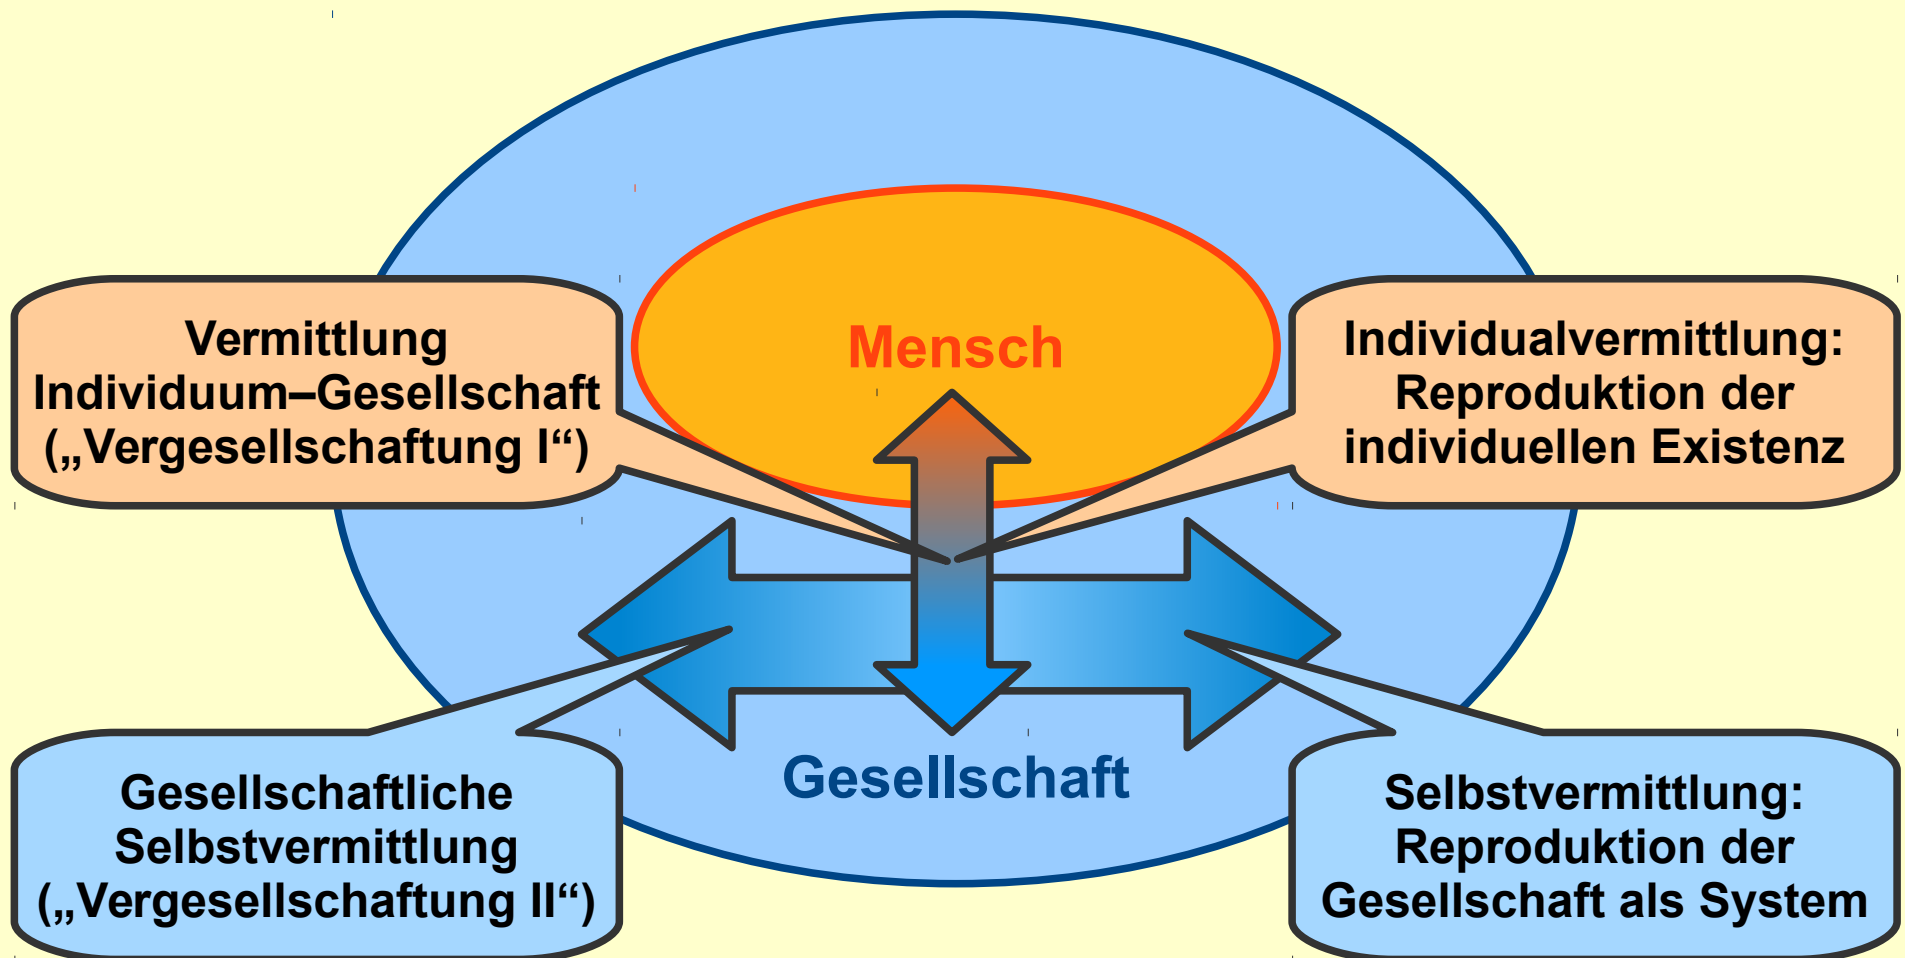 Mensch
Vermittlung
Individuum–Gesellschaft
(„Vergesellschaftung I“)
Individualvermittlung:
Reproduktion der
individuellen Existenz
Gesellschaft
Gesellschaftliche
Selbstvermittlung
(„Vergesellschaftung II“)
Selbstvermittlung:
Reproduktion der
Gesellschaft als System